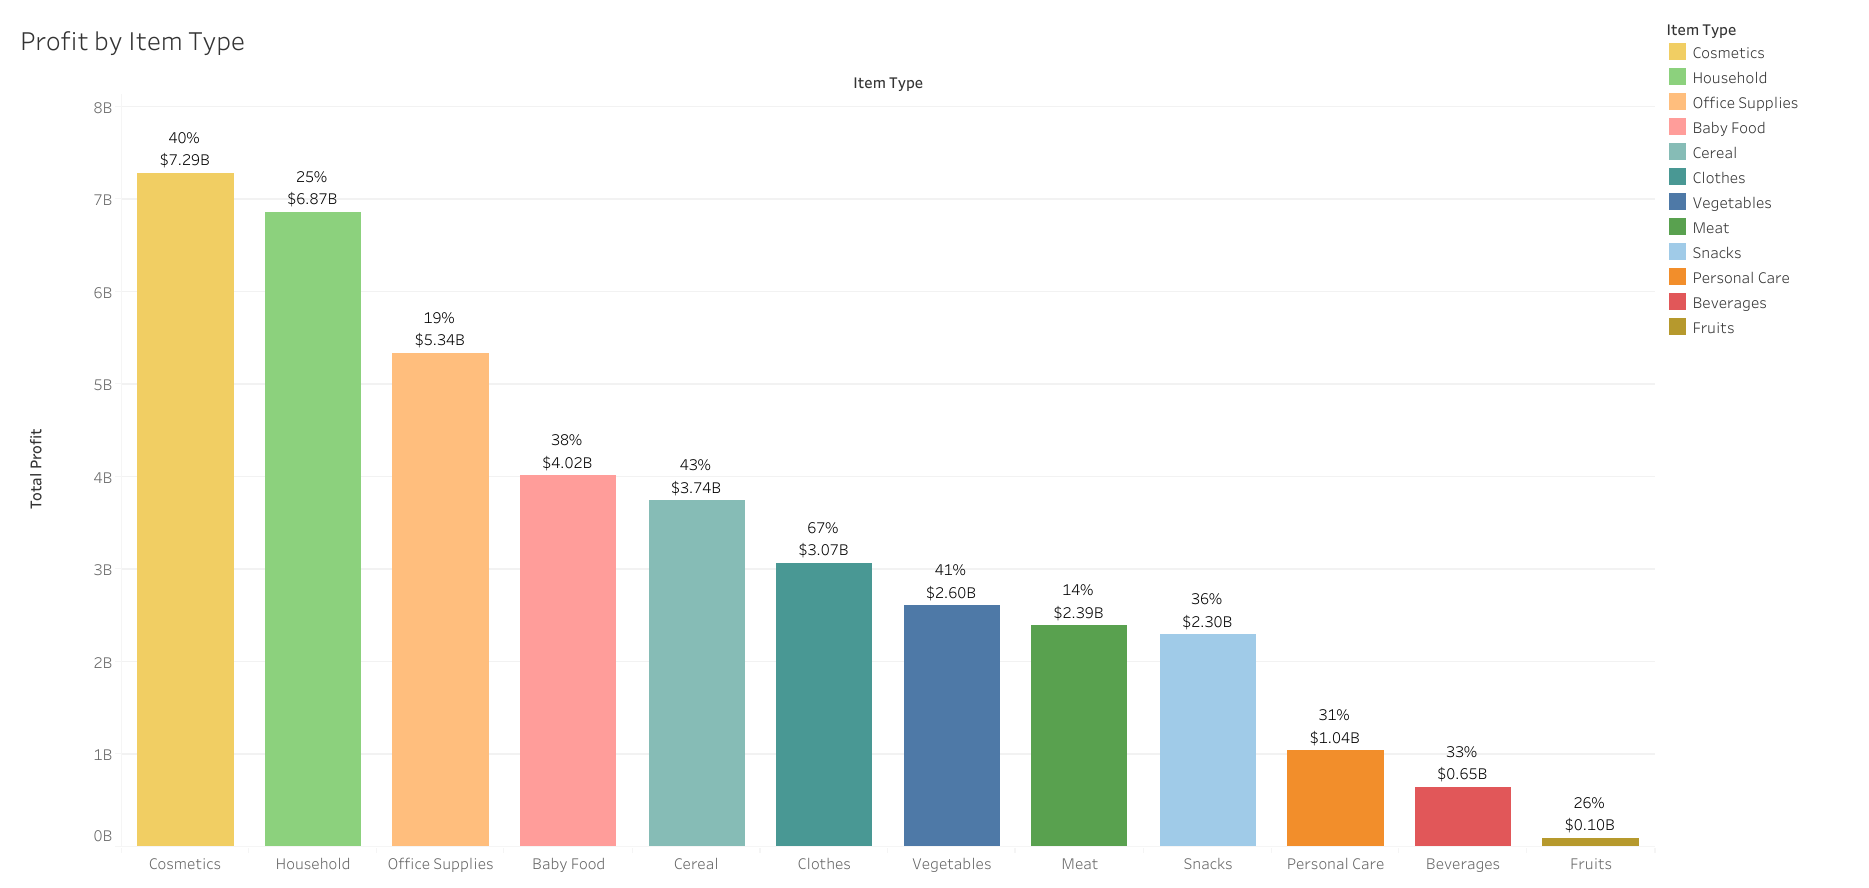 Profit by Item Type
Item Type
Total Profit
8B
7B
6B
5B
4B
3B
2B
1B
0B
40%
$7.29B
25%
$6.87B
19%
$5.34B
38%
$4.02B
43%
$3.74B
67%
$3.07B
41%
$2.60B
14%
$2.39B
36%
$2.30B
31%
$1.04B
33%
$0.65B
26%
$0.10B
Cosmetics
Household
Office Supplies
Baby Food
Cereal
Clothes
Vegetables
Meat
Snacks
Personal Care
Beverages
Fruits
Item Type
Cosmetics
Household
Office Supplies
Baby Food
Cereal
Clothes
Vegetables
Meat
Snacks
Personal Care
Beverages
Fruits